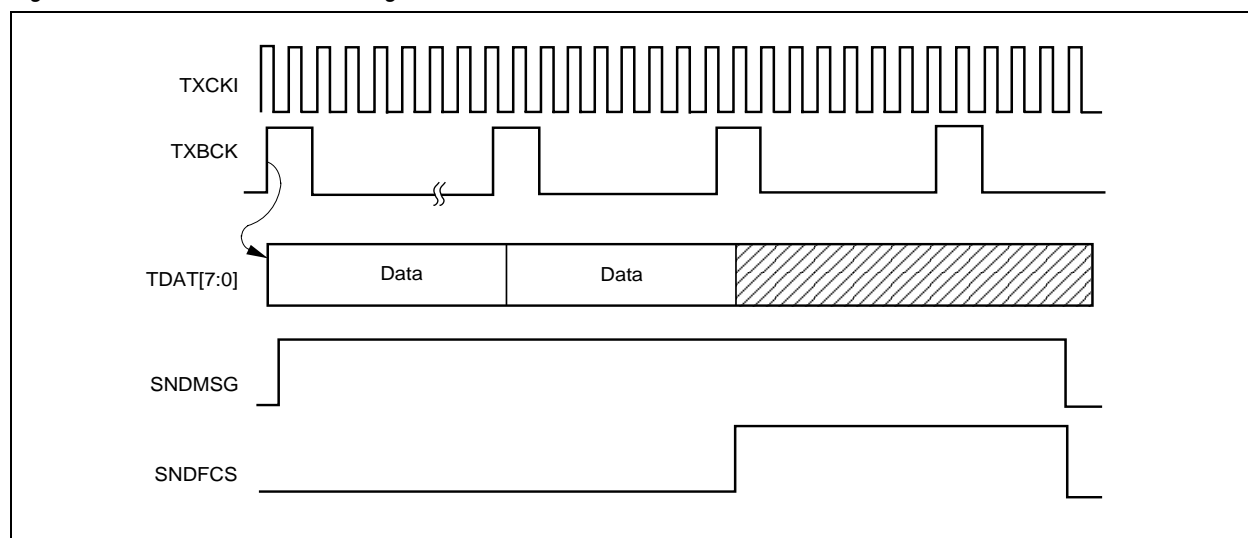 TXCKI
TXBCK
TDAT[7:0]
Data
Data
SNDMSG
SNDFCS